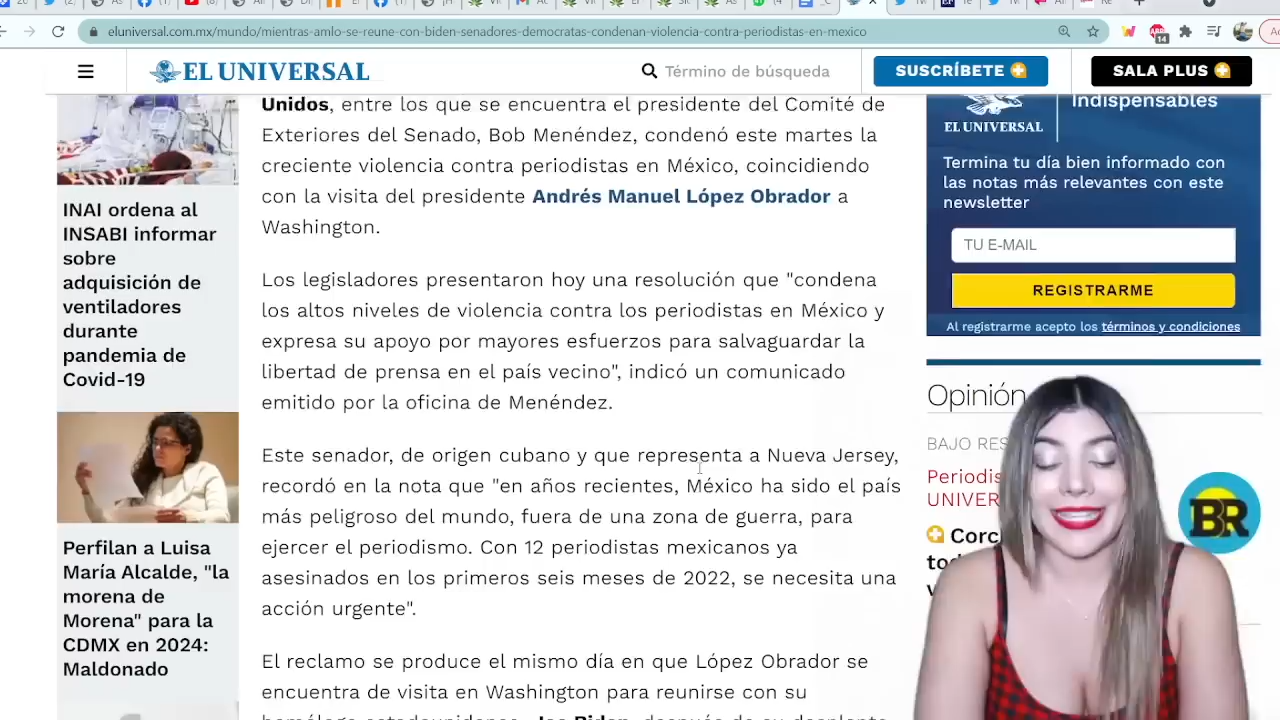 eluniversal.com.mx/mundo/mientras-amlo-se-reune-con-biden-senadores-democratas-condenan-violencia-contra-periodistas-en-mexico
14
EL UNIVERSAL
Término de búsqueda
SUSCRÍBETE
SALA PLUS
INAI ordena al
INSABI informar
sobre
adquisición de
ventiladores
durante
pandemia de
Covid-19
Perfilan a Luisa
María Alcalde, "la
morena de
Morena" para la
CDMX en 2024:
Maldonado
Unidos, entre los que se encuentra el presidente del Comité de
Exteriores del Senado, Bob Menéndez, condenó este martes la
creciente violencia contra periodistas en México, coincidiendo
con la visita del presidente Andrés Manuel López Obrador a
Washington.
Los legisladores presentaron hoy una resolución que "condena
los altos niveles de violencia contra los periodistas en México y
expresa su apoyo por mayores esfuerzos para salvaguardar la
libertad de prensa en el país vecino", indicó un comunicado
emitido por la oficina de Menéndez.
Este senador, de origen cubano y que representa a Nueva Jersey,
recordó en la nota que "en años recientes, México ha sido el país
más peligroso del mundo, fuera de una zona de guerra, para
ejercer el periodismo. Con 12 periodistas mexicanos ya
asesinados en los primeros seis meses de 2022, se necesita una
acción urgente".
El reclamo se produce el mismo día en que López Obrador se
encuentra de visita en Washington para reunirse con su
homólogo estadounidense, Joe Biden, después de su desplante
indispensables
EL UNIVERSAL
Termina tu día bien informado con
las notas más relevantes con este
newsletter
TU E-MAIL
REGISTRARME
Al registrarme acepto los términos y condiciones
Opinión
BAJO RES
Periodis
UNIVER
Corc
BR